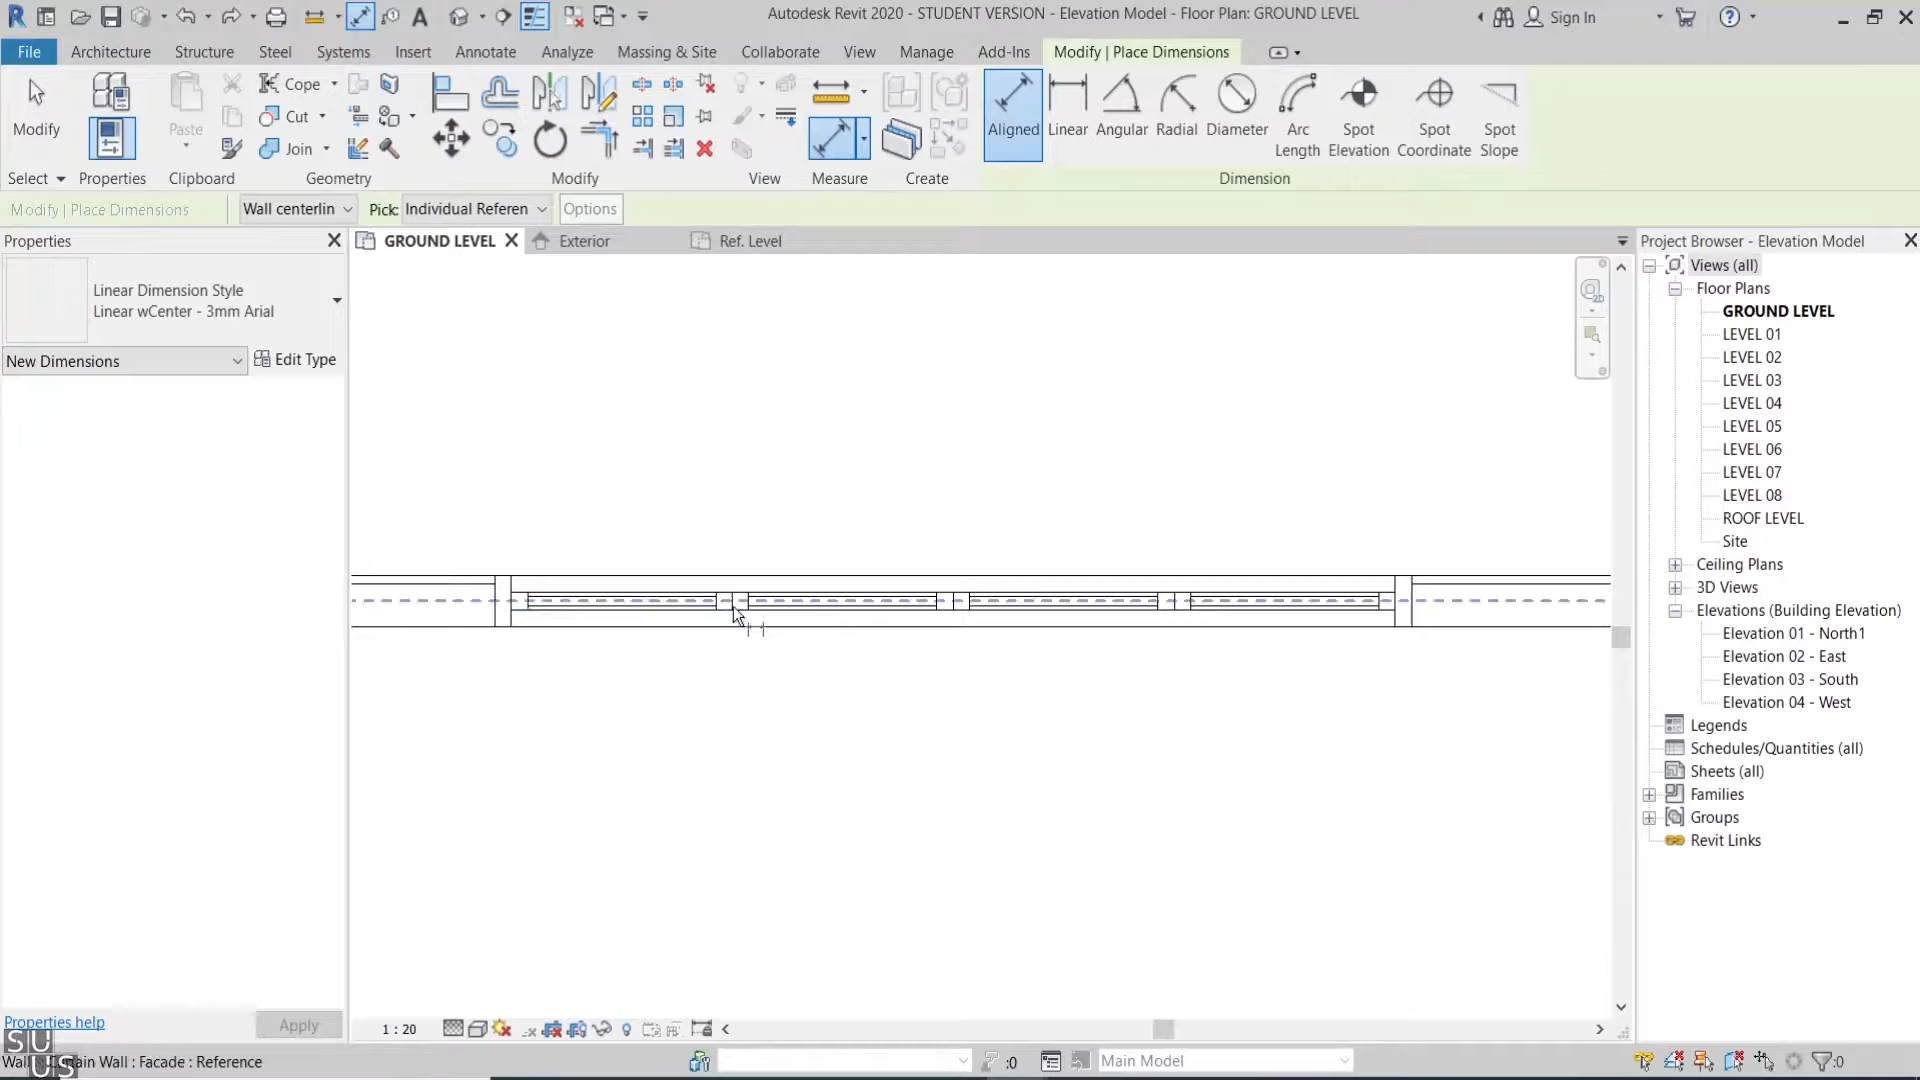 Autodesk Revit 2020 - STUDENT VERSION - Elevation Model - Floor Plan: GROUND LEVEL
Sign In
File Architecture Structure Steel Systems Insert Annotate Analyze Massing & Site Collaborate View Manage Add-Ins Modify | Place Dimensions
Modify
Paste
Cope
Cut
Join
Aligned Linear Angular Radial Diameter Arc Length Spot Elevation Spot Coordinate Spot Slope
Select Properties Clipboard Geometry Modify View Measure Create Dimension
Modify | Place Dimensions Wall centerlin Pick: Individual Referen Options
Properties
GROUND LEVEL Exterior Ref. Level
Project Browser - Elevation Model
Linear Dimension Style
Linear wCenter - 3mm Arial
New Dimensions Edit Type
Views (all)
Floor Plans
GROUND LEVEL
LEVEL 01
LEVEL 02
LEVEL 03
LEVEL 04
LEVEL 05
LEVEL 06
LEVEL 07
LEVEL 08
ROOF LEVEL
Site
Ceiling Plans
3D Views
Elevations (Building Elevation)
Elevation 01 - North1
Elevation 02 - East
Elevation 03 - South
Elevation 04 - West
Legends
Schedules/Quantities (all)
Sheets (all)
Families
Groups
Revit Links
Properties help Apply
1 : 20
:0
Main Model
:0